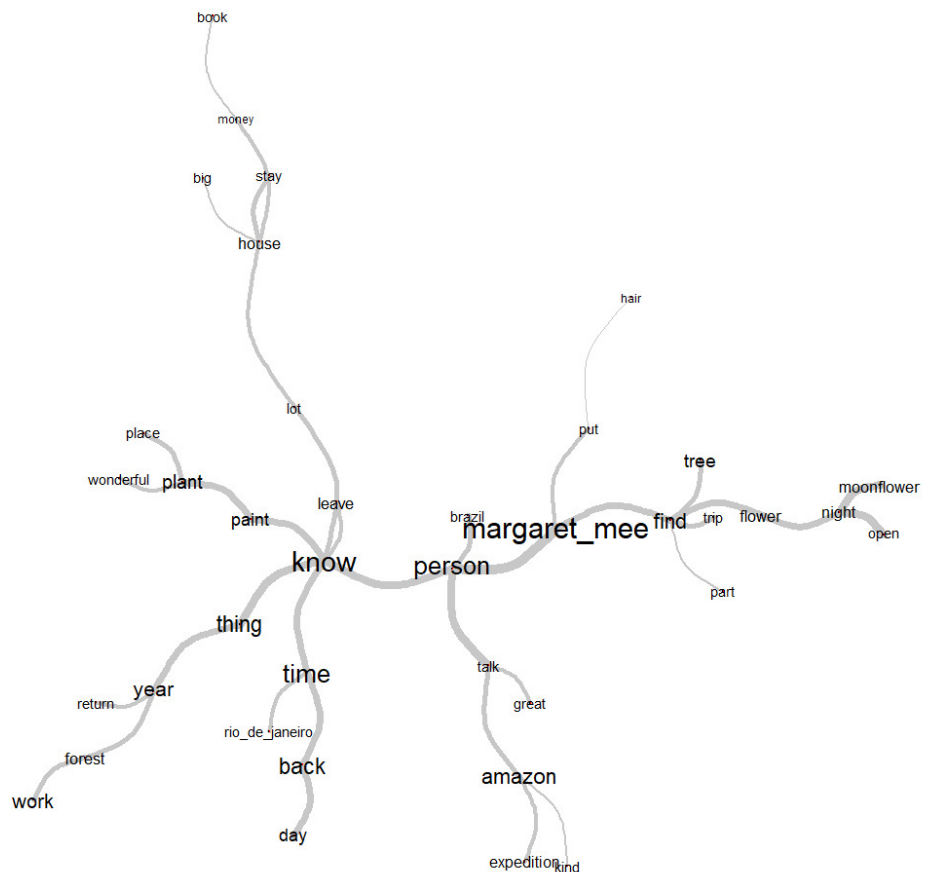 book
money
big
stay
house
hair
lot
put
place
tree
wonderful
plant
moonflower
leave
night
paint
brazil
margaret_mee
find
trip
flower
open
know
person
part
thing
talk
time
year
return
great
rio_de_janeiro
forest
back
amazon
work
day
expedition
kind